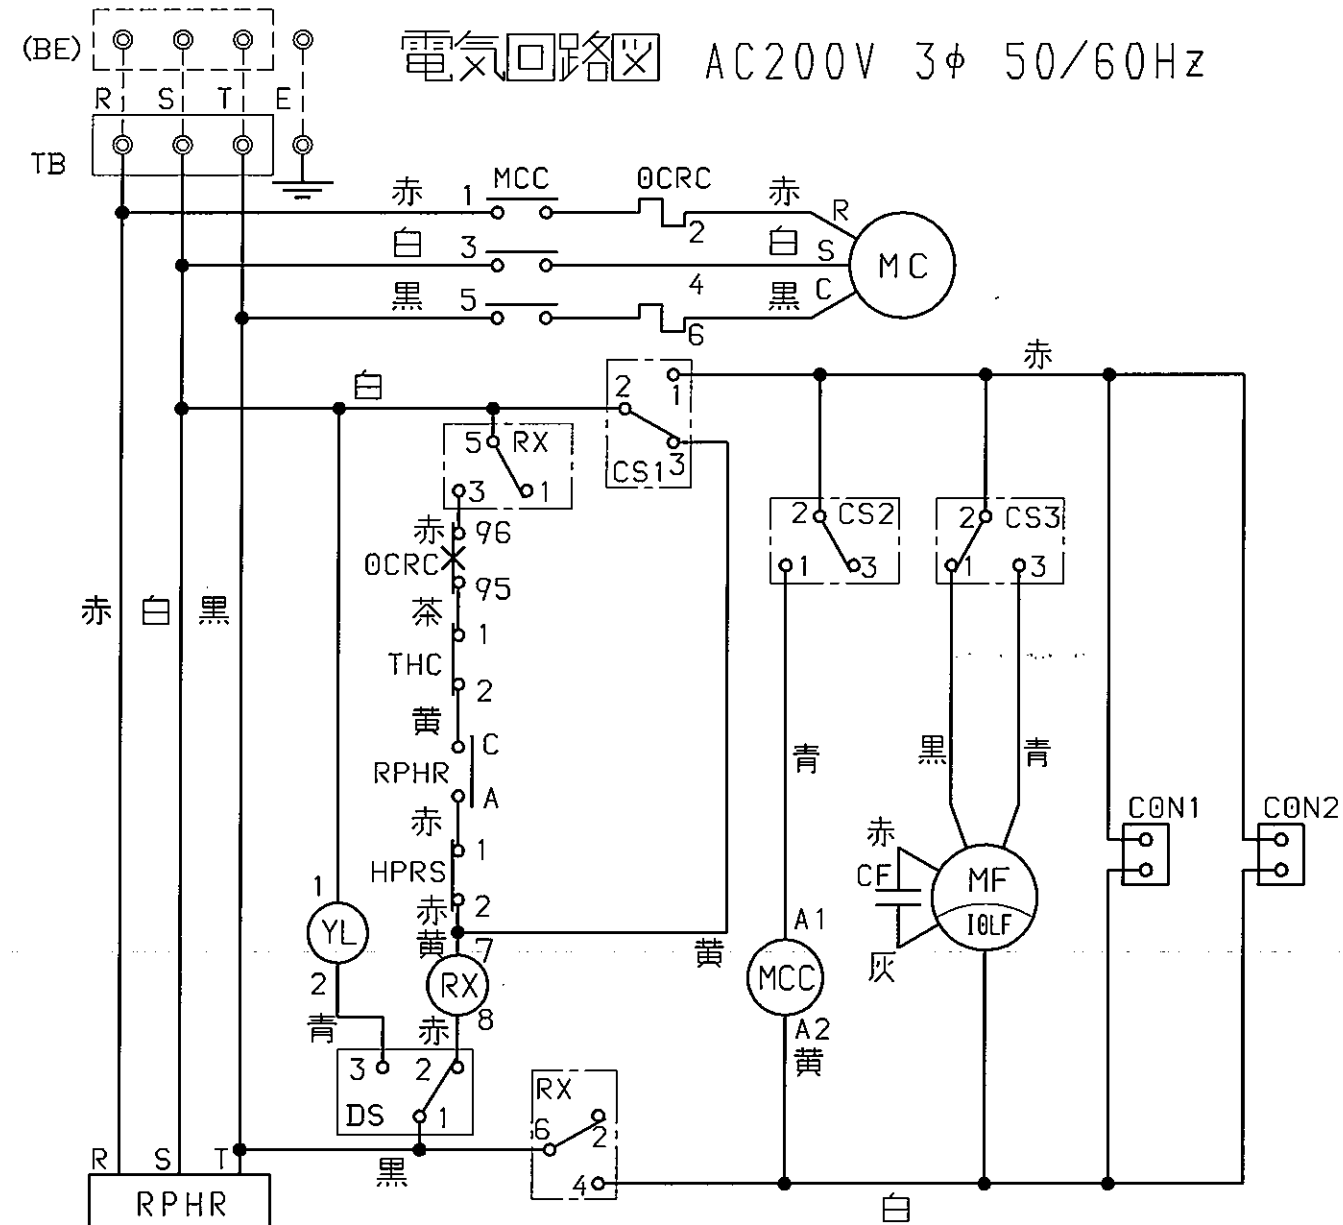 電気回路図 AC200V 3φ 50/60Hz
(BE)
R S T E
TB
赤 1 MCC OCRC 赤 R
2
白 3 白 S MC
4
黒 5 黒 C
6
赤
白
2 1
CS1 3
5 RX
3 1
2 CS2
1 3
2 CS3
1 3
赤 96
OCRC
95
茶
1
THC
2
黄
C
RPHR
A
赤
1
HPRS
赤 2
黄 7
RX
8
赤
赤 白 黒
青
黒 青
CON1 CON2
赤
CF
灰
MF
IOLF
1
YL
2
青
黄
A1
MCC
A2
黄
3 2
DS 1
RX
6 2
4
黒
白
R S T
RPHR